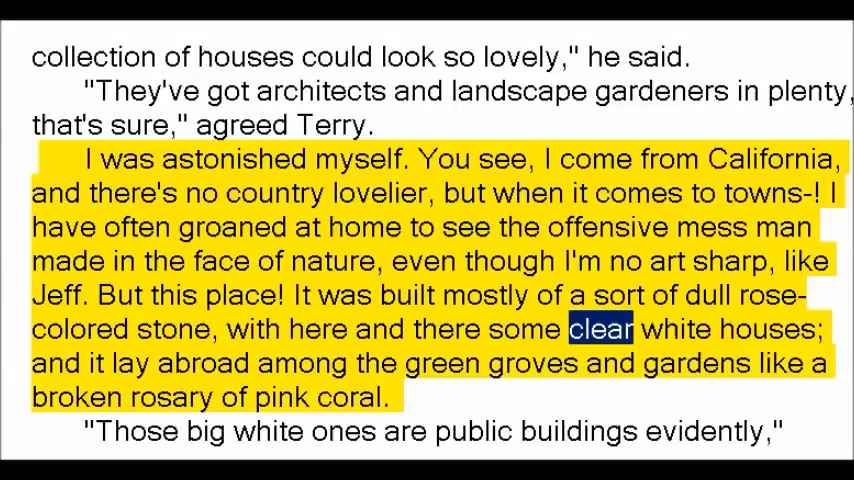 collection of houses could look so lovely," he said.
"They've got architects and landscape gardeners in plenty,
that's sure," agreed Terry.
I was astonished myself. You see, I come from California,
and there's no country lovelier, but when it comes to towns-! I
have often groaned at home to see the offensive mess man
made in the face of nature, even though I'm no art sharp, like
Jeff. But this place! It was built mostly of a sort of dull rose-
colored stone, with here and there some clear white houses;
and it lay abroad among the green groves and gardens like a
broken rosary of pink coral.
"Those big white ones are public buildings evidently,"